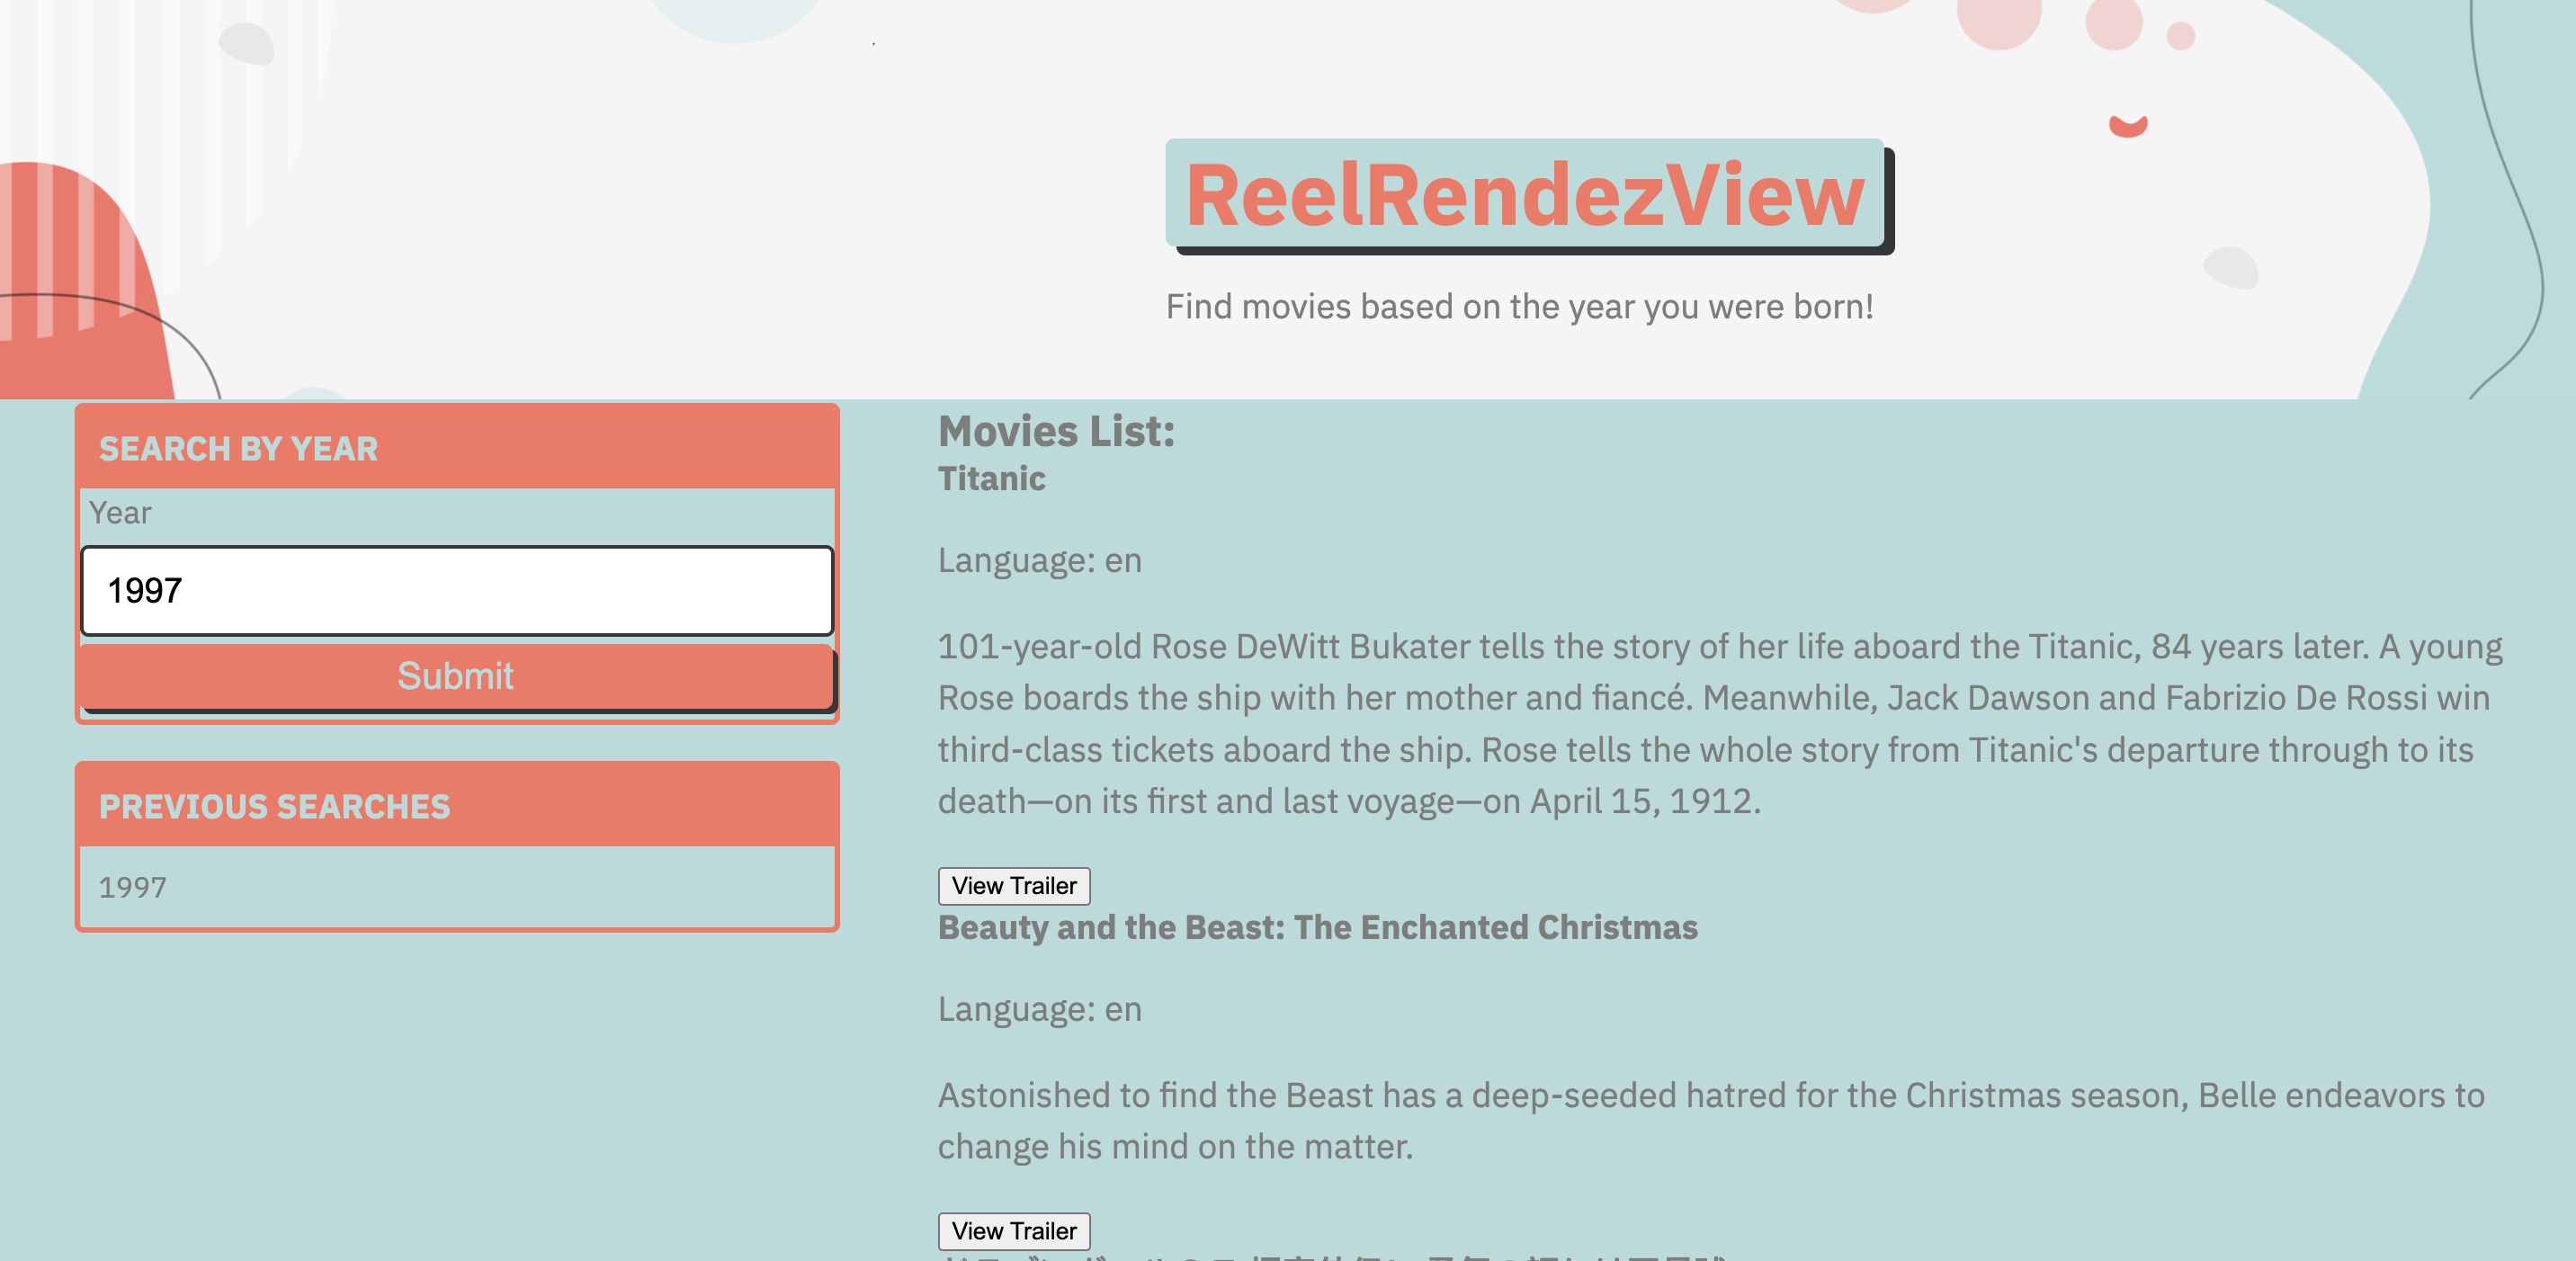 ReelRendezView
Find movies based on the year you were born!
SEARCH BY YEAR
Year
1997
Submit
PREVIOUS SEARCHES
1997
Movies List:
Titanic
Language: en
101-year-old Rose DeWitt Bukater tells the story of her life aboard the Titanic, 84 years later. A young
Rose boards the ship with her mother and fiancé. Meanwhile, Jack Dawson and Fabrizio De Rossi win
third-class tickets aboard the ship. Rose tells the whole story from Titanic's departure through to its
death—on its first and last voyage—on April 15, 1912.
View Trailer
Beauty and the Beast: The Enchanted Christmas
Language: en
Astonished to find the Beast has a deep-seeded hatred for the Christmas season, Belle endeavors to
change his mind on the matter.
View Trailer